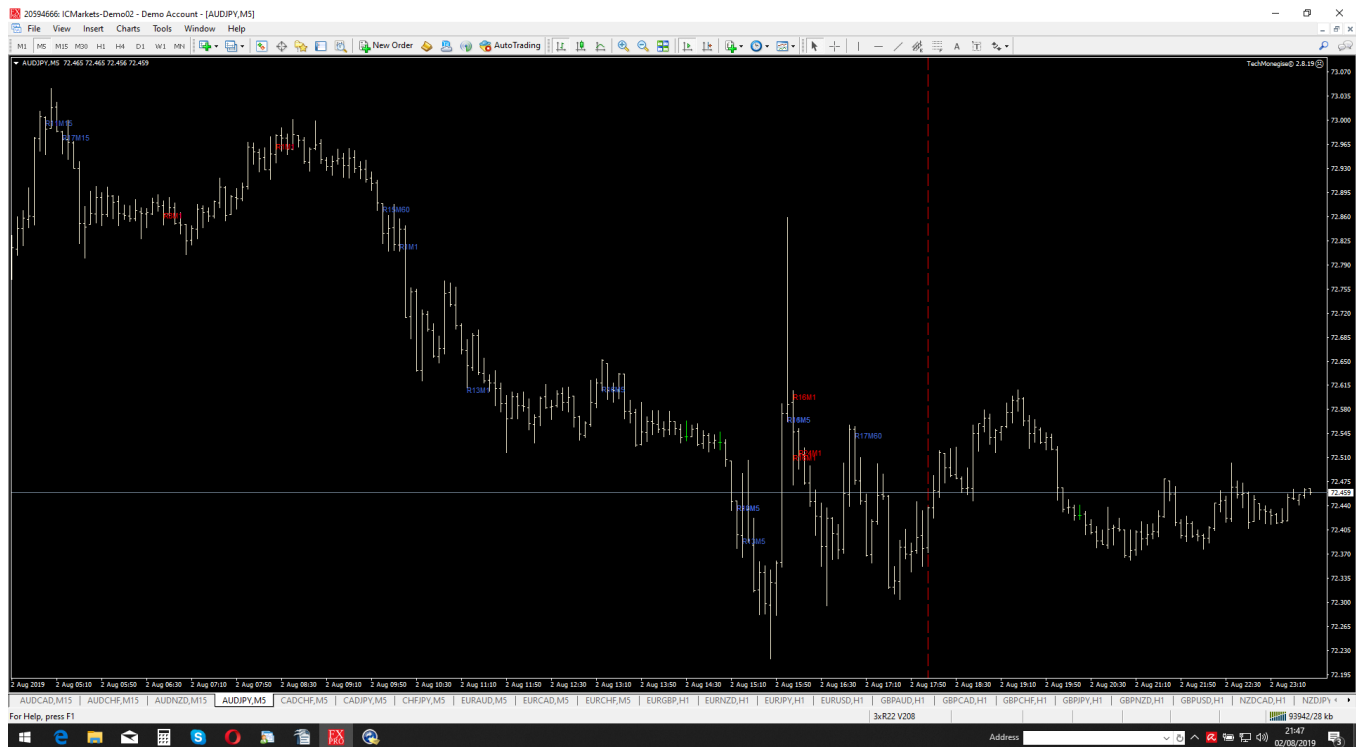 20594666: ICMarkets-Demo02 - Demo Account - [AUDJPY,M5]
File View Insert Charts Tools Window Help
M1 M5 M15 M30 H1 H4 D1 W1 MN New Order AutoTrading A T
AUDJPY,M5 72.465 72.465 72.456 72.459
TechMonegise© 2.8.19
73.070
73.035
73.000
R17M15
72.965
72.930
72.895
R15M60
72.860
72.825
R1M1
72.790
72.755
72.720
72.685
72.650
72.615
R13M1
R16M1
72.580
R16M5
72.545
R17M60
72.510
72.475
72.459
72.440
72.405
R13M5
72.370
72.335
72.300
72.265
72.230
72.195
2 Aug 2019 2 Aug 05:10 2 Aug 05:50 2 Aug 06:30 2 Aug 07:10 2 Aug 07:50 2 Aug 08:30 2 Aug 09:10 2 Aug 09:50 2 Aug 10:30 2 Aug 11:10 2 Aug 11:50 2 Aug 12:30 2 Aug 13:10 2 Aug 13:50 2 Aug 14:30 2 Aug 15:10 2 Aug 15:50 2 Aug 16:30 2 Aug 17:10 2 Aug 17:50 2 Aug 18:30 2 Aug 19:10 2 Aug 19:50 2 Aug 20:30 2 Aug 21:10 2 Aug 21:50 2 Aug 22:30 2 Aug 23:10
AUDCAD,M15 AUDCHF,M15 AUDNZD,M15 AUDJPY,M5 CADCHF,M5 CADJPY,M5 CHFJPY,M5 EURAUD,M5 EURCAD,M5 EURCHF,M5 EURGBP,H1 EURNZD,H1 EURJPY,H1 EURUSD,H1 GBPAUD,H1 GBPCAD,H1 GBPCHF,H1 GBPJPY,H1 GBPNZD,H1 GBPUSD,H1 NZDCAD,H1 NZDJPY
For Help, press F1
3xR22 V208
93942/28 kb
FX PRO
Address
21:47
02/08/2019
3